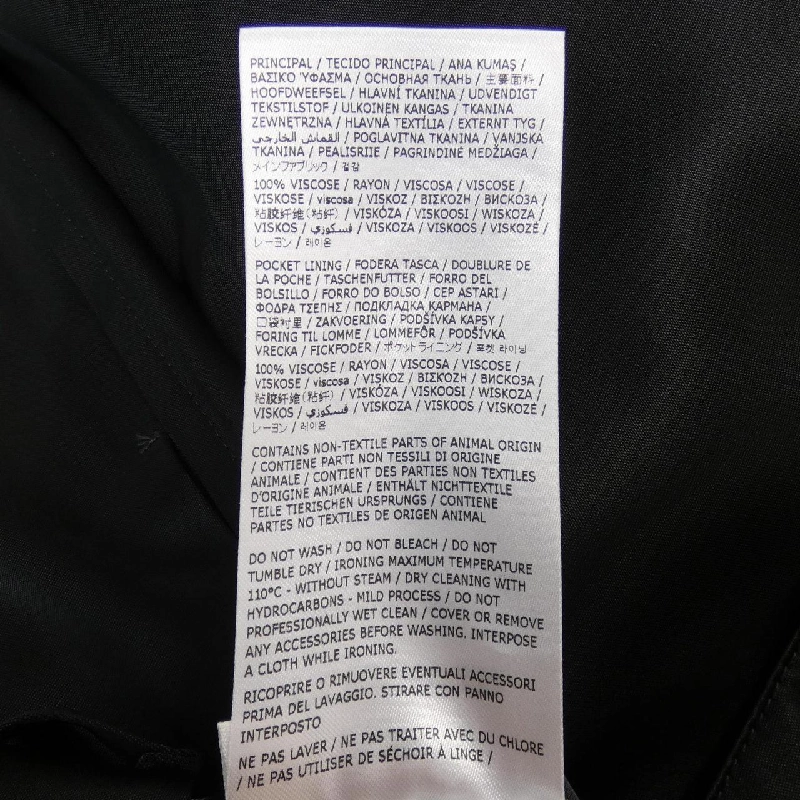 PRINCIPAL / TECIDO PRINCIPAL / ANA KUMAŞ /
ΒΑΣΙΚΟ ΎΦΑΣΜΑ / ОСНОВНАЯ ТКАНЬ / 主要面料 /
HOOFDWEEFSEL / HLAVNÍ TKANINA / UDVENDIGT
TEKSTILSTOF / ULKOINEN KANGAS / TKANINA
ZEWNĘTRZNA / HLAVNÁ TEXTÍLIA / EXTERNT TYG /
القماش الخارجي / POGLAVITNA TKANINA / VANJSKA
TKANINA / PEALISRIIE / PAGRINDINĖ MEDŽIAGA /
メインファブリック / 겉감
100% VISCOSE / RAYON / VISCOSA / VISCOSE /
VISKOSE / viscosa / VISKOZ / ΒΙΣΚΟΖΗ / ВИСКОЗА /
粘胶纤维(粘纤) / VISKÓZA / VISKOOSI / WISKOZA /
VISKOS / فسكوزي / VISKOZA / VISKOOS / VISKOZĖ /
レーヨン / 레이온
POCKET LINING / FODERA TASCA / DOUBLURE DE
LA POCHE / TASCHENFUTTER / FORRO DEL
BOLSILLO / FORRO DO BOLSO / CEP ASTARI /
ΦΟΔΡΑ ΤΣΕΠΗΣ / ПОДКЛАДКА КАРМАНА /
口袋衬里 / ZAKVOERING / PODŠÍVKA KAPSY /
FORING TIL LOMME / LOMMEFÔR / PODŠÍVKA
VRECKA / FICKFODER / ポケットライニング / 포켓 라이닝
100% VISCOSE / RAYON / VISCOSA / VISCOSE /
VISKOSE / viscosa / VISKOZ / ΒΙΣΚΟΖΗ / ВИСКОЗА /
粘胶纤维(粘纤) / VISKÓZA / VISKOOSI / WISKOZA /
VISKOS / فسكوزي / VISKOZA / VISKOOS / VISKOZĖ /
レーヨン / 레이온
CONTAINS NON-TEXTILE PARTS OF ANIMAL ORIGIN
/ CONTIENE PARTI NON TESSILI DI ORIGINE
ANIMALE / CONTIENT DES PARTIES NON TEXTILES
D'ORIGINE ANIMALE / ENTHÄLT NICHTTEXTILE
TEILE TIERISCHEN URSPRUNGS / CONTIENE
PARTES NO TEXTILES DE ORIGEN ANIMAL
DO NOT WASH / DO NOT BLEACH / DO NOT
TUMBLE DRY / IRONING MAXIMUM TEMPERATURE
110°C - WITHOUT STEAM / DRY CLEANING WITH
HYDROCARBONS - MILD PROCESS / DO NOT
PROFESSIONALLY WET CLEAN / COVER OR REMOVE
ANY ACCESSORIES BEFORE WASHING. INTERPOSE
A CLOTH WHILE IRONING.
RICOPRIRE O RIMUOVERE EVENTUALI ACCESSORI
PRIMA DEL LAVAGGIO. STIRARE CON PANNO
INTERPOSTO
NE PAS LAVER / NE PAS TRAITER AVEC DU CHLORE
/ NE PAS UTILISER DE SÉCHOIR À LINGE /